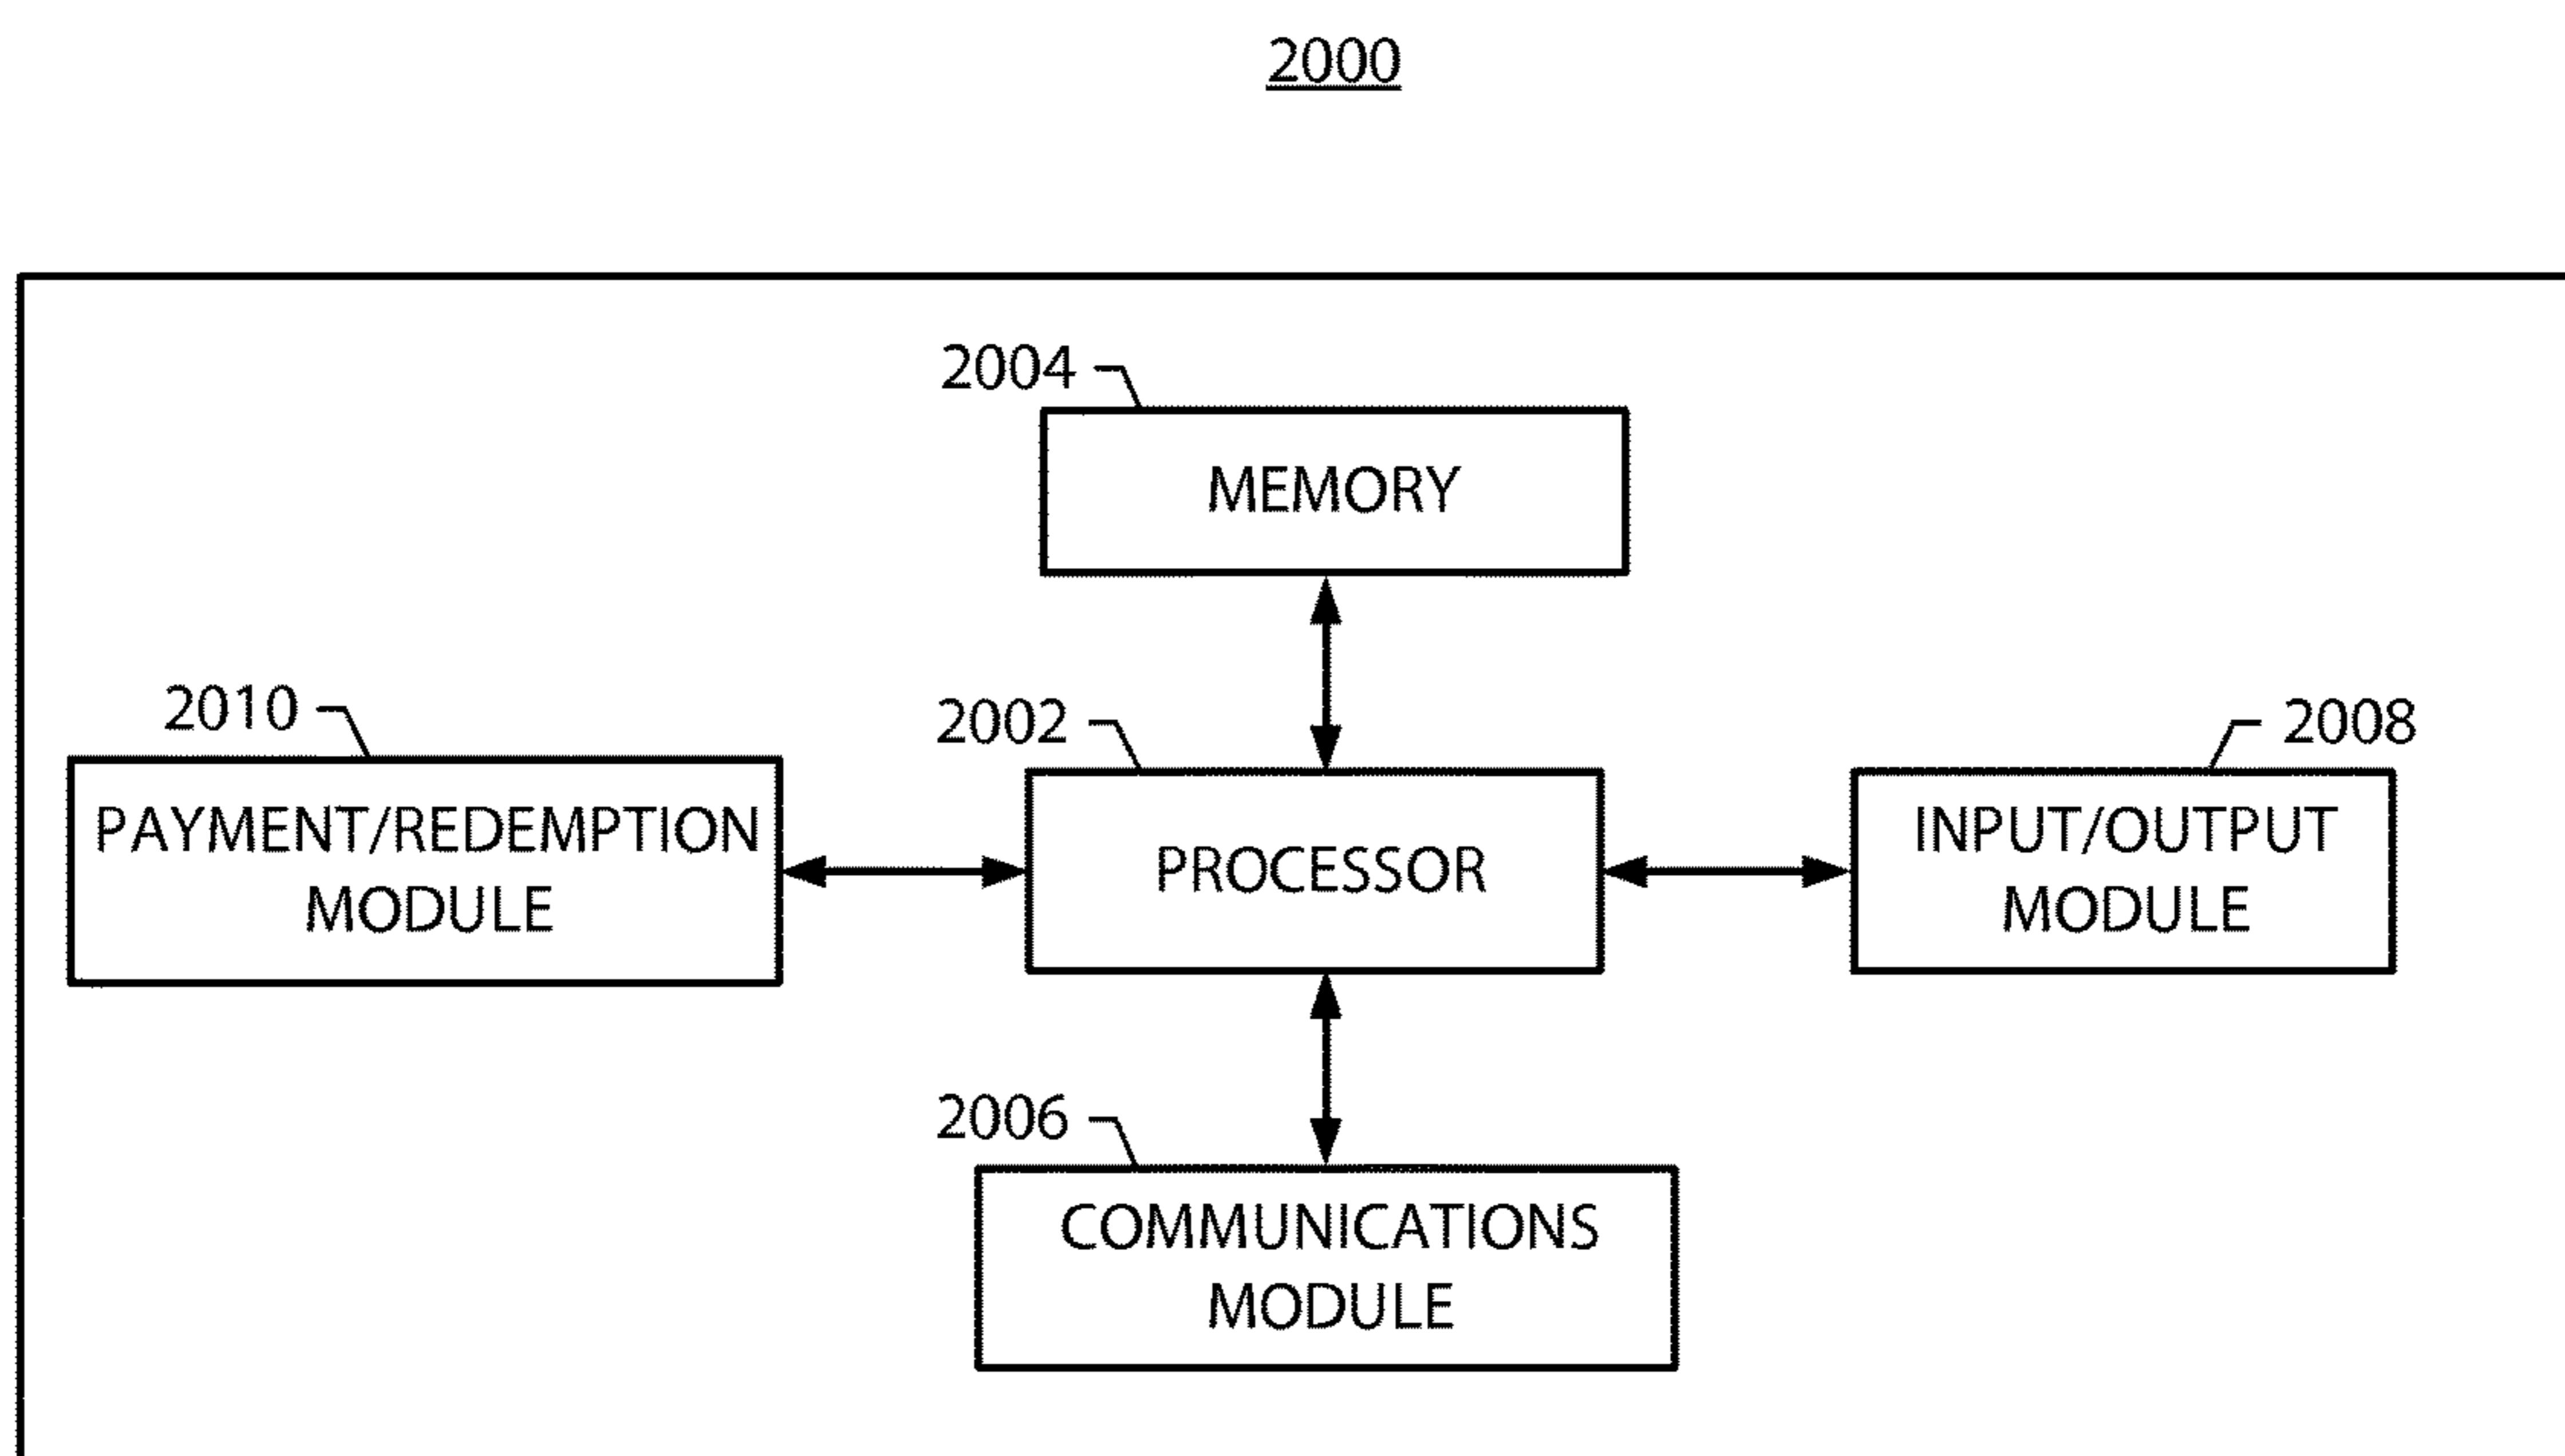 2000
2004
MEMORY
2010
2002
2008
PAYMENT/REDEMPTION
MODULE
PROCESSOR
INPUT/OUTPUT
MODULE
2006
COMMUNICATIONS
MODULE